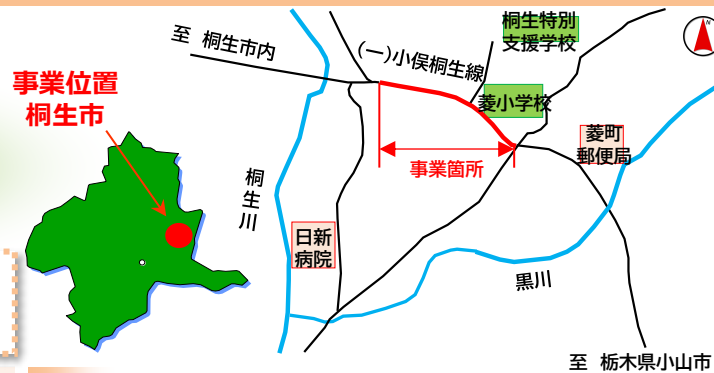 至 桐生市内
(一)小俣桐生線
桐生特別
支援学校
事業位置
桐生市
菱小学校
菱町
郵便局
事業箇所
桐生川
日新
病院
黒川
至 栃木県小山市